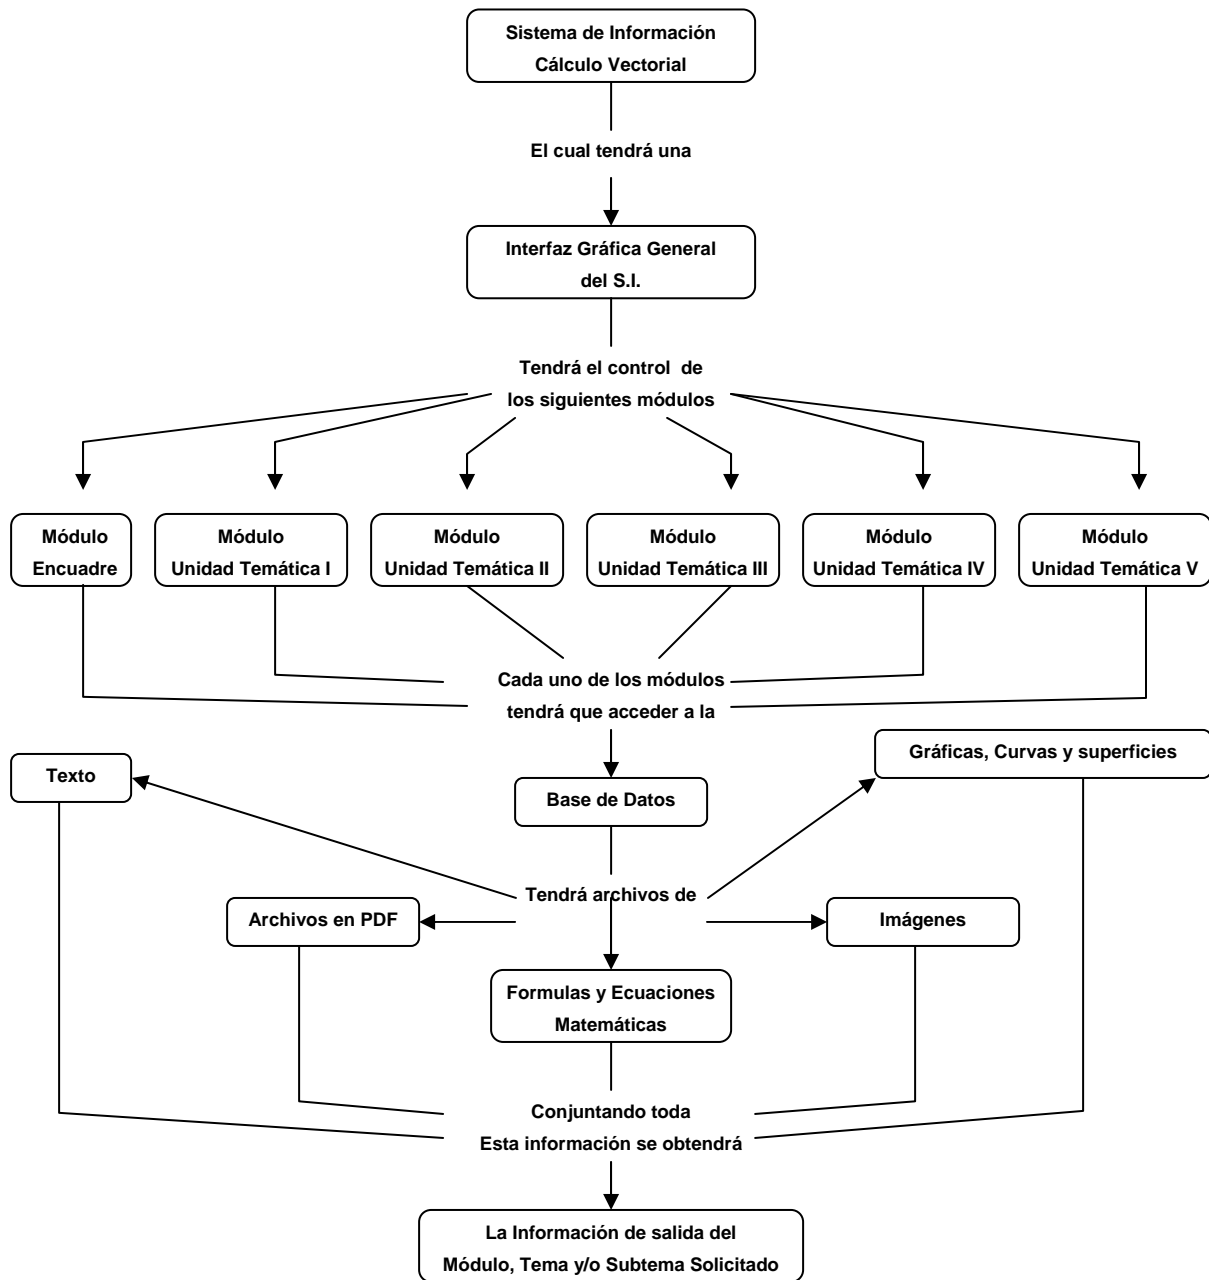 Sistema de Información
Cálculo Vectorial
El cual tendrá una
Interfaz Gráfica General
del S.I.
Tendrá el control  de
los siguientes módulos
Módulo
Encuadre
Módulo
Unidad Temática I
Módulo
Unidad Temática II
Módulo
Unidad Temática III
Módulo
Unidad Temática IV
Módulo
Unidad Temática V
Cada uno de los módulos
tendrá que acceder a la
Gráficas, Curvas y superficies
Texto
Base de Datos
Tendrá archivos de
Archivos en PDF
Imágenes
Formulas y Ecuaciones
Matemáticas
Conjuntando toda
Esta información se obtendrá
La Información de salida del
Módulo, Tema y/o Subtema Solicitado